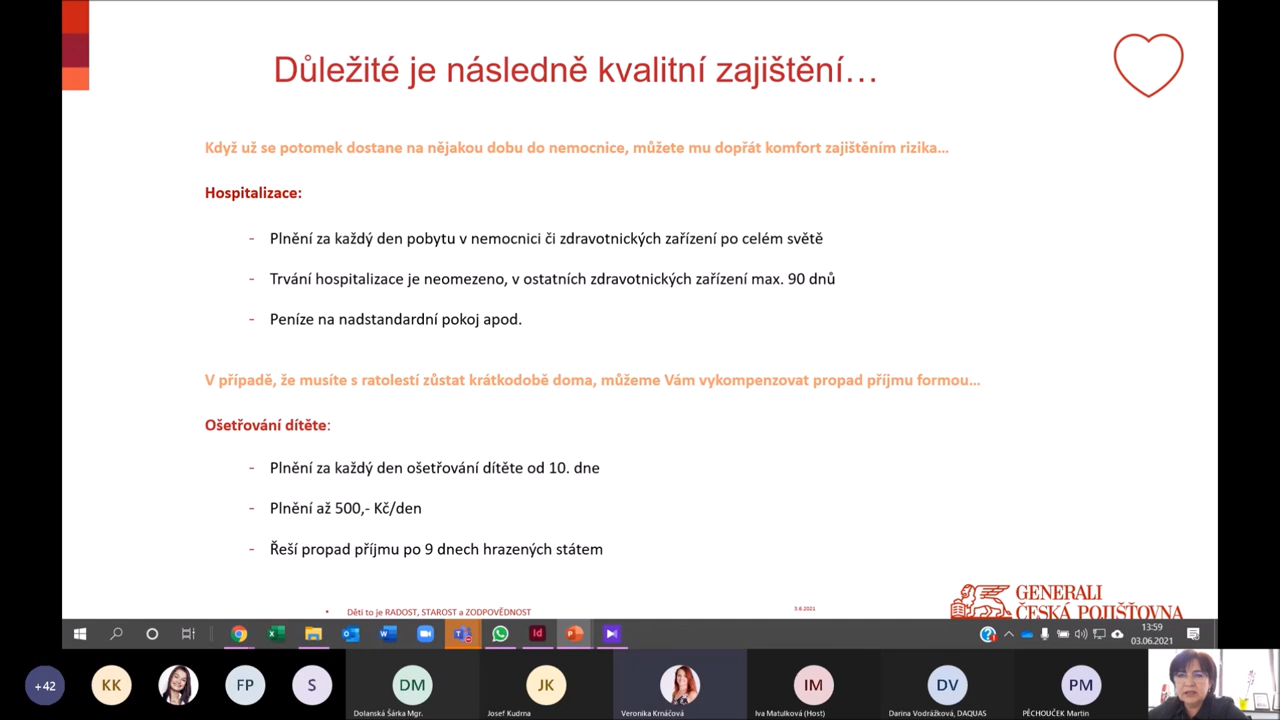 Důležité je následně kvalitní zajištění…
Když už se potomek dostane na nějakou dobu do nemocnice, můžete mu dopřát komfort zajištěním rizika…
Hospitalizace:
- Plnění za každý den pobytu v nemocnici či zdravotnických zařízení po celém světě
- Trvání hospitalizace je neomezeno, v ostatních zdravotnických zařízení max. 90 dnů
- Peníze na nadstandardní pokoj apod.
V případě, že musíte s ratolestí zůstat krátkodobě doma, můžeme Vám vykompenzovat propad příjmu formou…
Ošetřování dítěte:
- Plnění za každý den ošetřování dítěte od 10. dne
- Plnění až 500,- Kč/den
- Řeší propad příjmu po 9 dnech hrazených státem
• Děti to je RADOST, STAROST a ZODPOVĚDNOST
3.6.2021
GENERALI
ČESKÁ POJIŠŤOVNA
13:59
03.06.2021
+42
KK
FP
S
DM
Dolanská Šárka Mgr.
JK
Josef Kudrna
Veronika Krnáčová
IM
Iva Matulková (Host)
DV
Darina Vodrážková, DAQUAS
PM
PĚCHOUČEK Martin